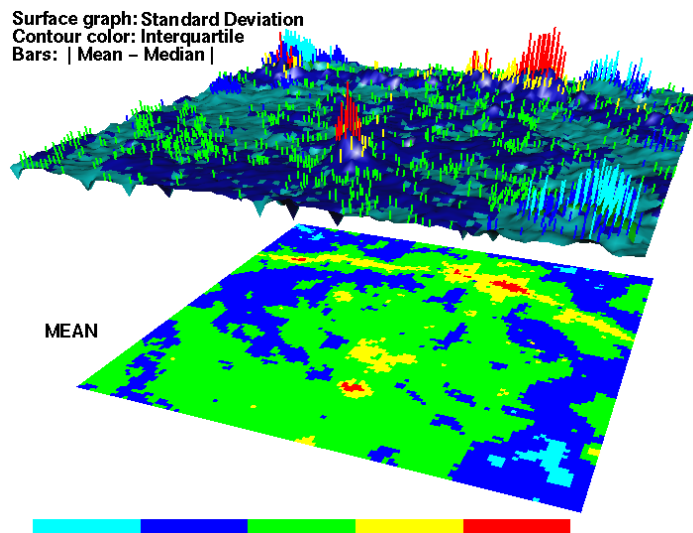 Surface graph: Standard Deviation
Contour color: Interquartile
Bars: | Mean – Median |
MEAN